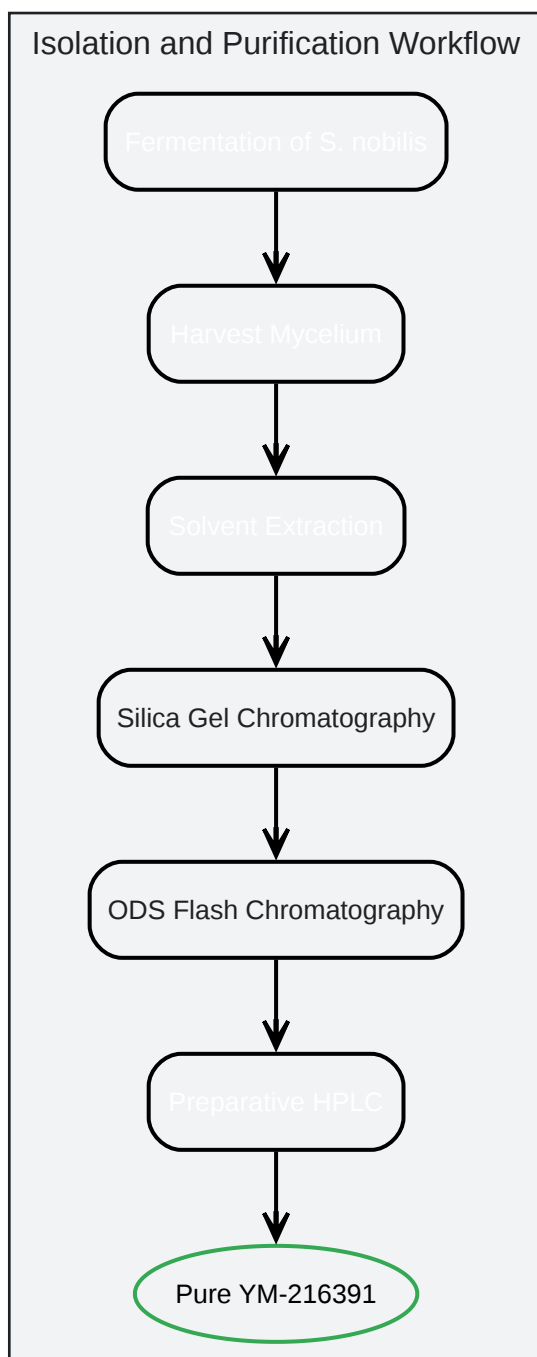 Isolation and Purification Workflow
Fermentation of S. nobilis
Harvest Mycelium
Solvent Extraction
Silica Gel Chromatography
ODS Flash Chromatography
Preparative HPLC
Pure YM-216391